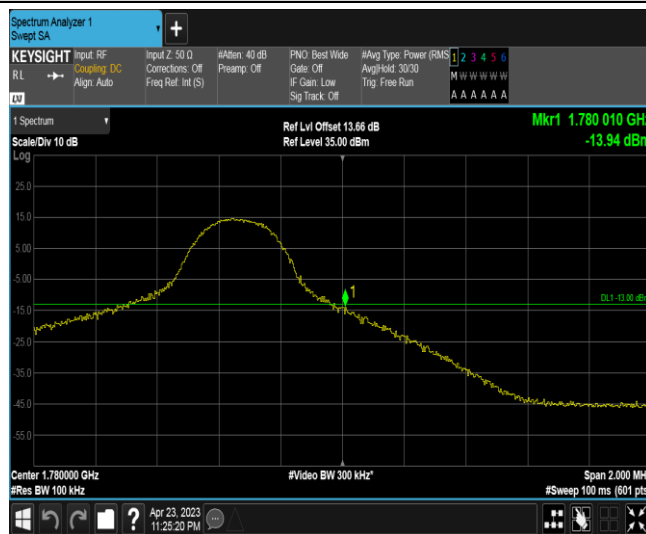 Spectrum Analyzer 1
Swept SA
+
KEYSIGHT Input: RF Input Z: 50 Ω #Atten: 40 dB PNO: Best Wide #Avg Type: Power (RMS 1 2 3 4 5 6
RL Coupling: DC Corrections: Off Preamp: Off Gate: Off Avg|Hold: 30/30 M W W W W W
Align: Auto Freq Ref: Int (S) IF Gain: Low Trig: Free Run
Sig Track: Off A A A A A A
LXI
1 Spectrum Ref Lvl Offset 13.66 dB Mkr1 1.780 010 GHz
Scale/Div 10 dB Ref Level 35.00 dBm -13.94 dBm
Log
25.0
15.0
5.00
-5.00
1
DL1 -13.00 dBm
-15.0
-25.0
-35.0
-45.0
-55.0
Center 1.780000 GHz #Video BW 300 kHz* Span 2.000 MH
#Res BW 100 kHz #Sweep 100 ms (601 pts
? Apr 23, 2023
11:25:20 PM